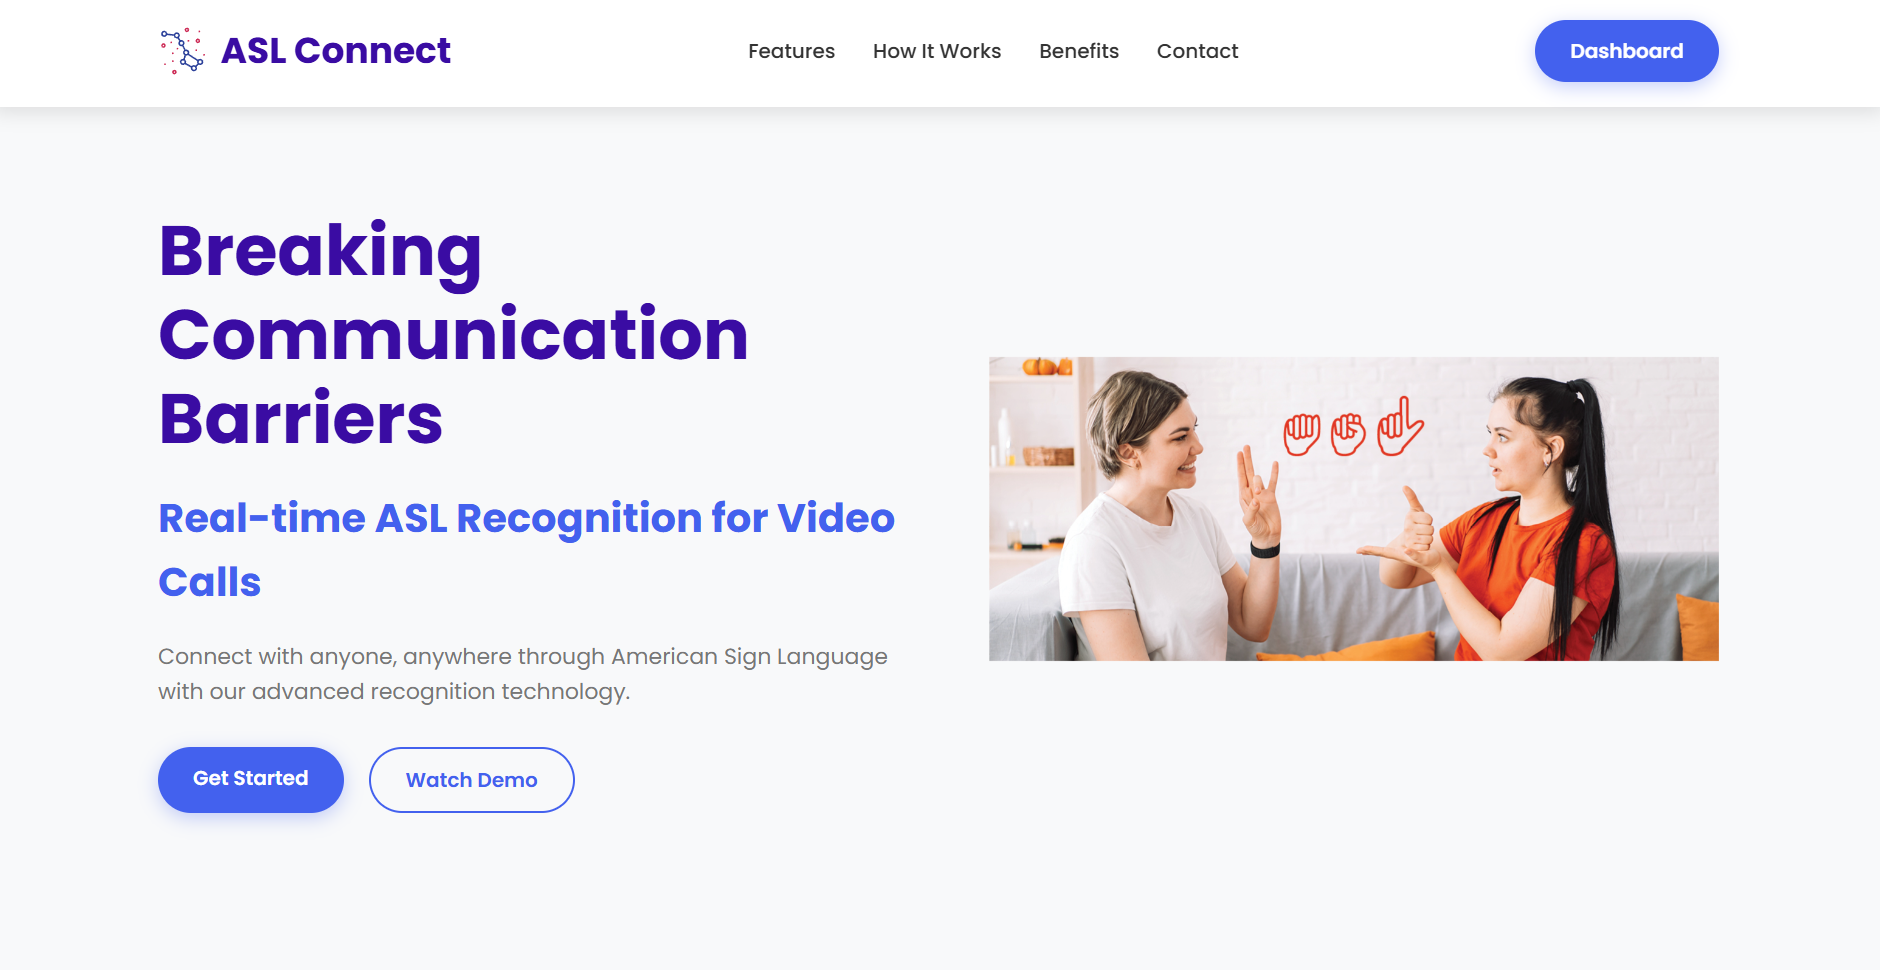 ASL Connect
Features
How It Works
Benefits
Contact
Dashboard
Breaking
Communication
Barriers
Real-time ASL Recognition for Video
Calls
Connect with anyone, anywhere through American Sign Language
with our advanced recognition technology.
Get Started
Watch Demo